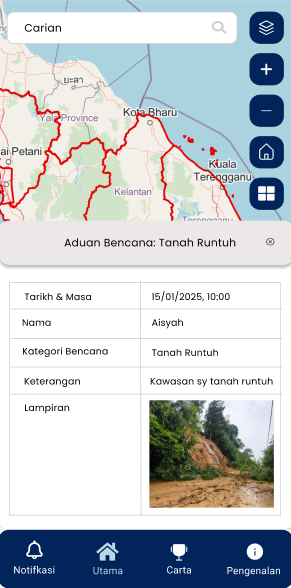 Carian
ยะลา
Yala Province
Kota Bharu
ai Petani
Kuala
Terengganu
Kelantan
Terengganu
Aduan Bencana: Tanah Runtuh
Tarikh & Masa 15/01/2025, 10:00
Nama Aisyah
Kategori Bencana Tanah Runtuh
Keterangan Kawasan sy tanah runtuh
Lampiran
Notifkasi Utama Carta Pengenalan